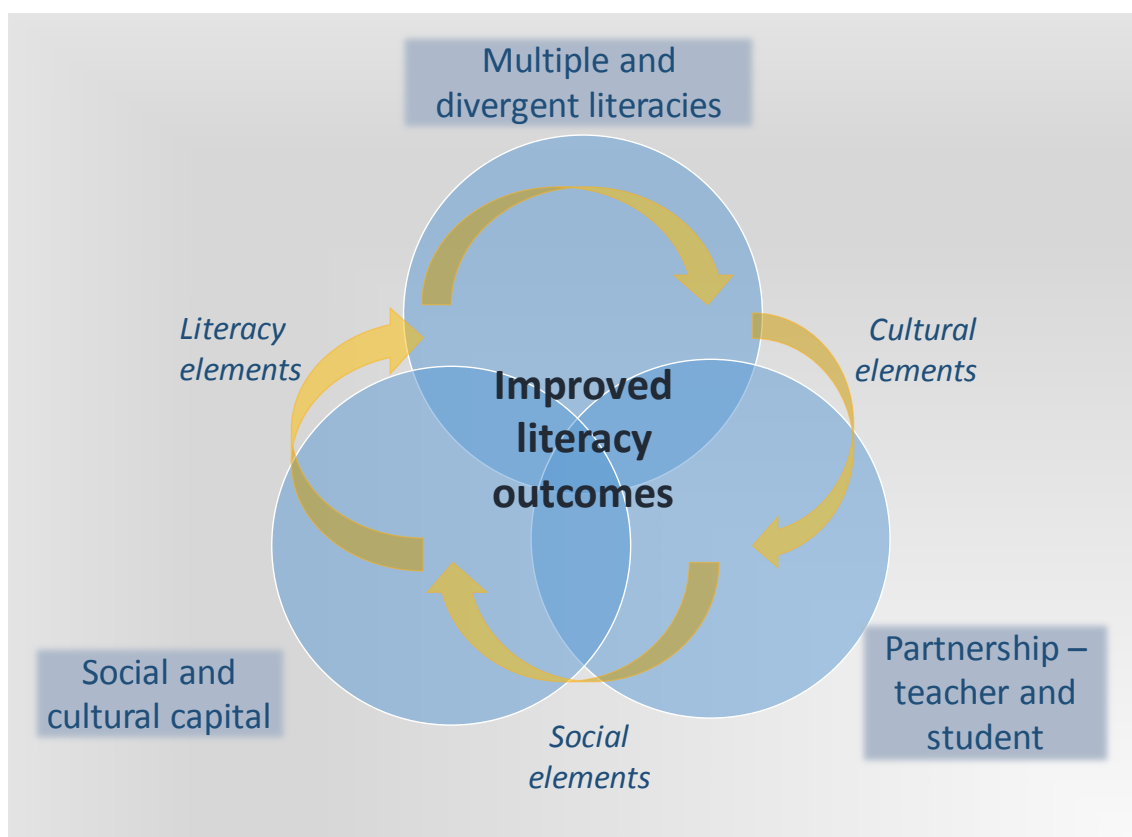 Multiple and
divergent literacies
Literacy
elements
Cultural
elements
Improved
literacy
outcomes
Social and
cultural capital
Partnership –
teacher and
student
Social
elements